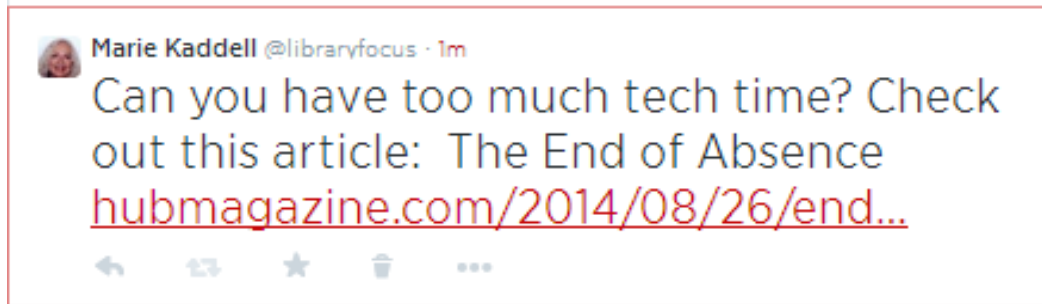 Marie Kaddell @libraryfocus · 1m
Can you have too much tech time? Check
out this article:  The End of Absence
hubmagazine.com/2014/08/26/end...